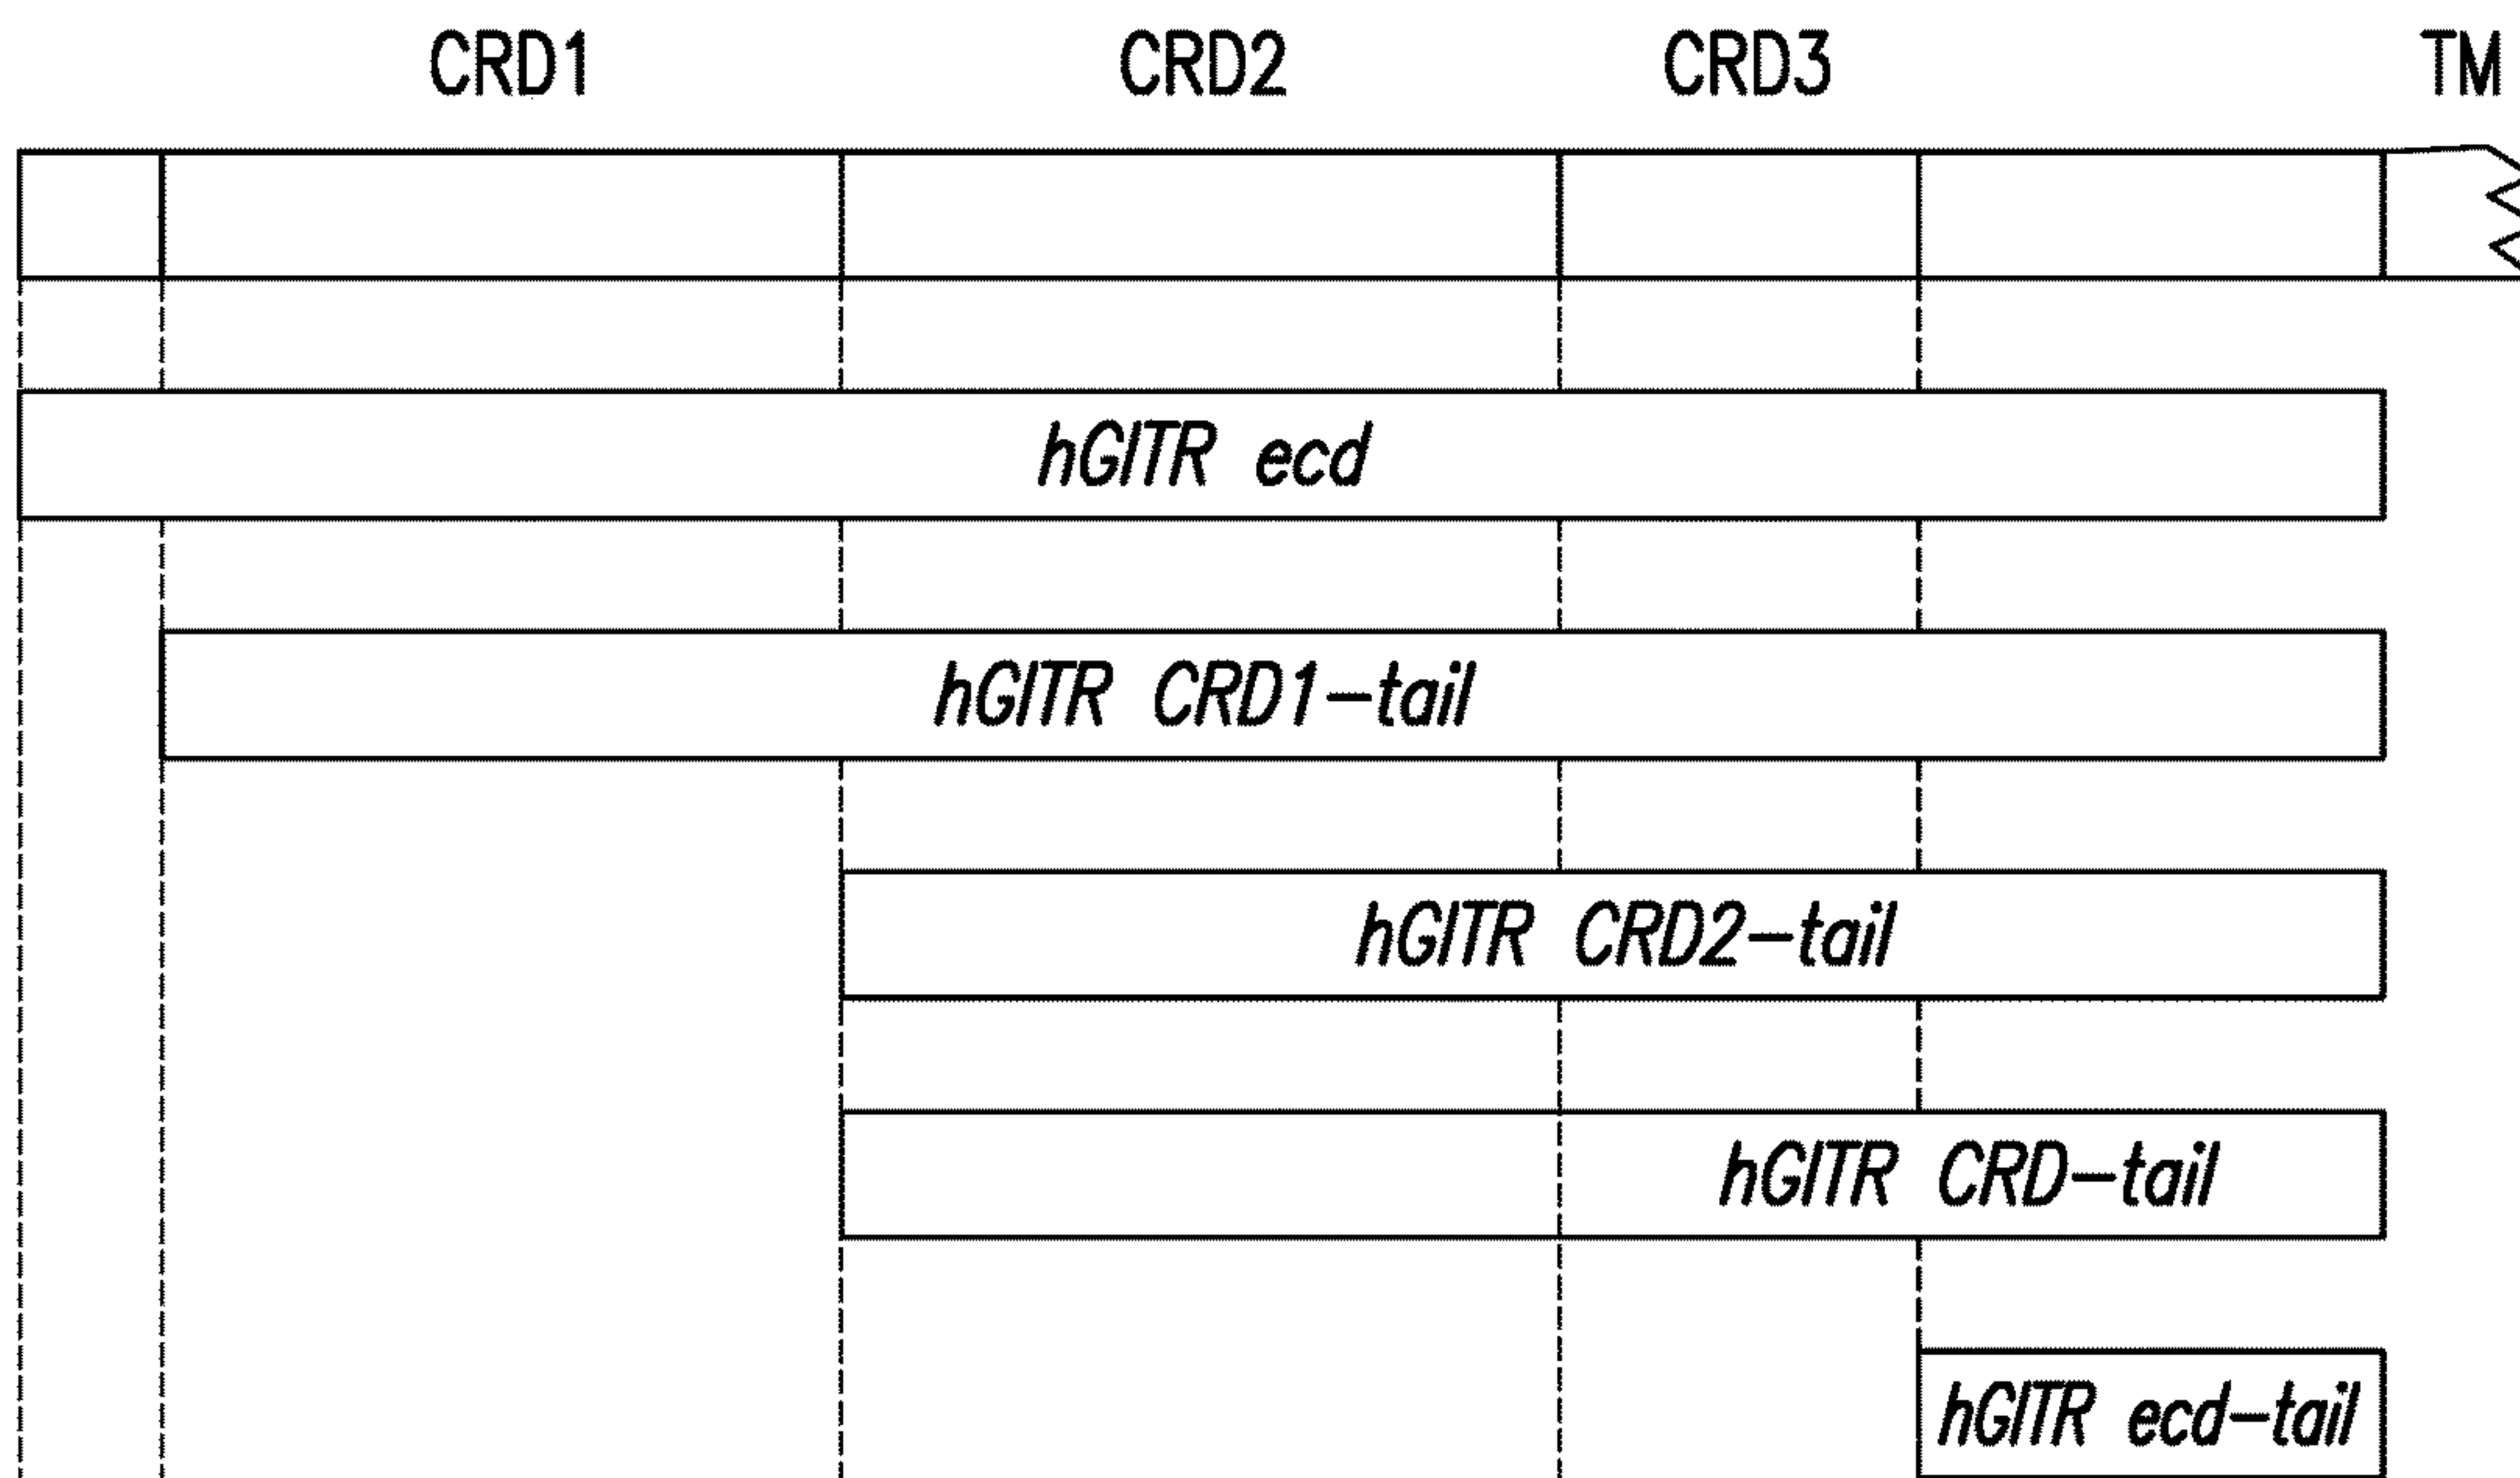 CRD1 CRD2 CRD3 TM
hGITR ecd
hGITR CRD1-tail
hGITR CRD2-tail
hGITR CRD-tail
hGITR ecd-tail